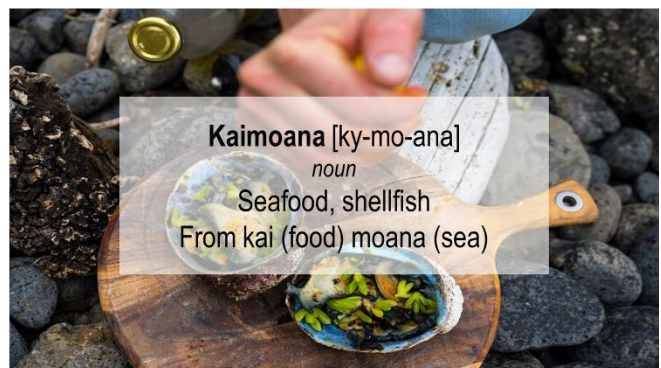 Kaimoana [ky-mo-ana]
noun
Seafood, shellfish
From kai (food) moana (sea)